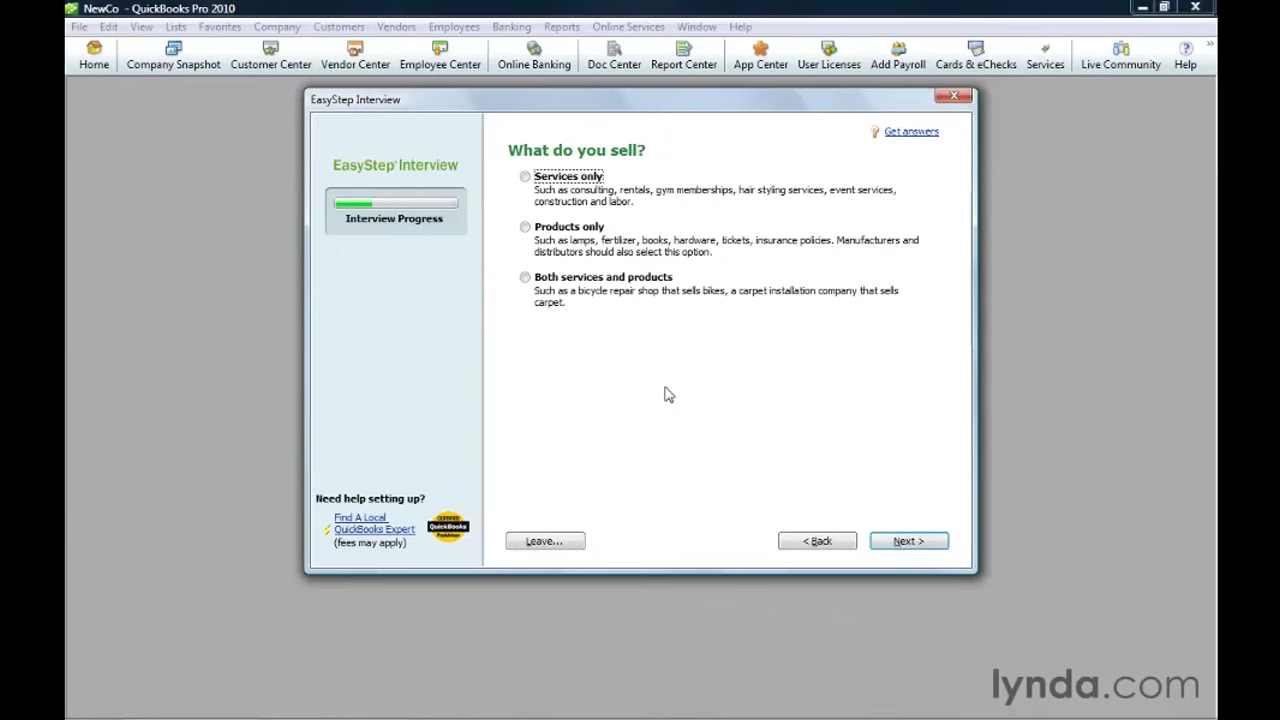 NewCo - QuickBooks Pro 2010
File Edit View Lists Favorites Company Customers Vendors Employees Banking Reports Online Services Window Help
Home Company Snapshot Customer Center Vendor Center Employee Center Online Banking Doc Center Report Center App Center User Licenses Add Payroll Cards & eChecks Services Live Community Help
EasyStep Interview
Get answers
What do you sell?
EasyStep Interview
Interview Progress
Services only
Such as consulting, rentals, gym memberships, hair styling services, event services,
construction and labor.
Products only
Such as lamps, fertilizer, books, hardware, tickets, insurance policies. Manufacturers and
distributors should also select this option.
Both services and products
Such as a bicycle repair shop that sells bikes, a carpet installation company that sells
carpet.
Need help setting up?
Find A Local
QuickBooks Expert
(fees may apply)
CERTIFIED
QuickBooks
ProAdvisor
Leave... < Back Next >
lynda.com